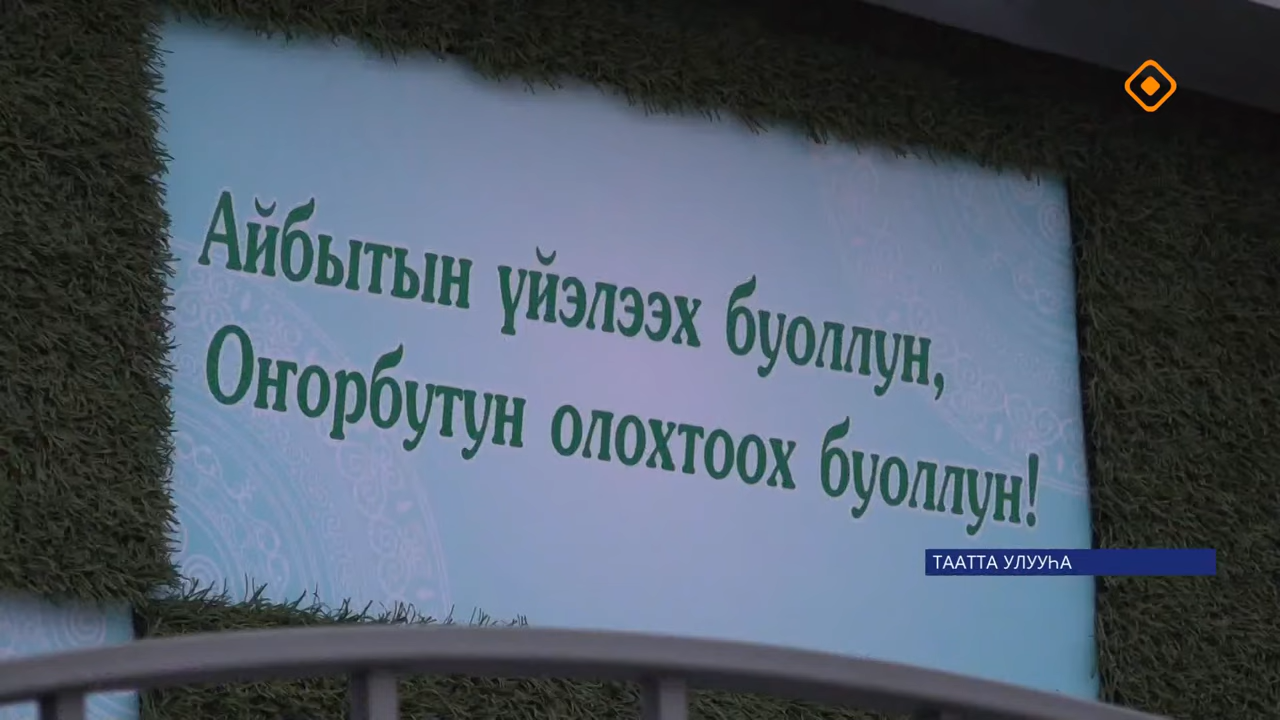 Айбытын үйэлээх буоллун,
Оҥорбутун олохтоох буоллун!
ТААТТА УЛУУҺА